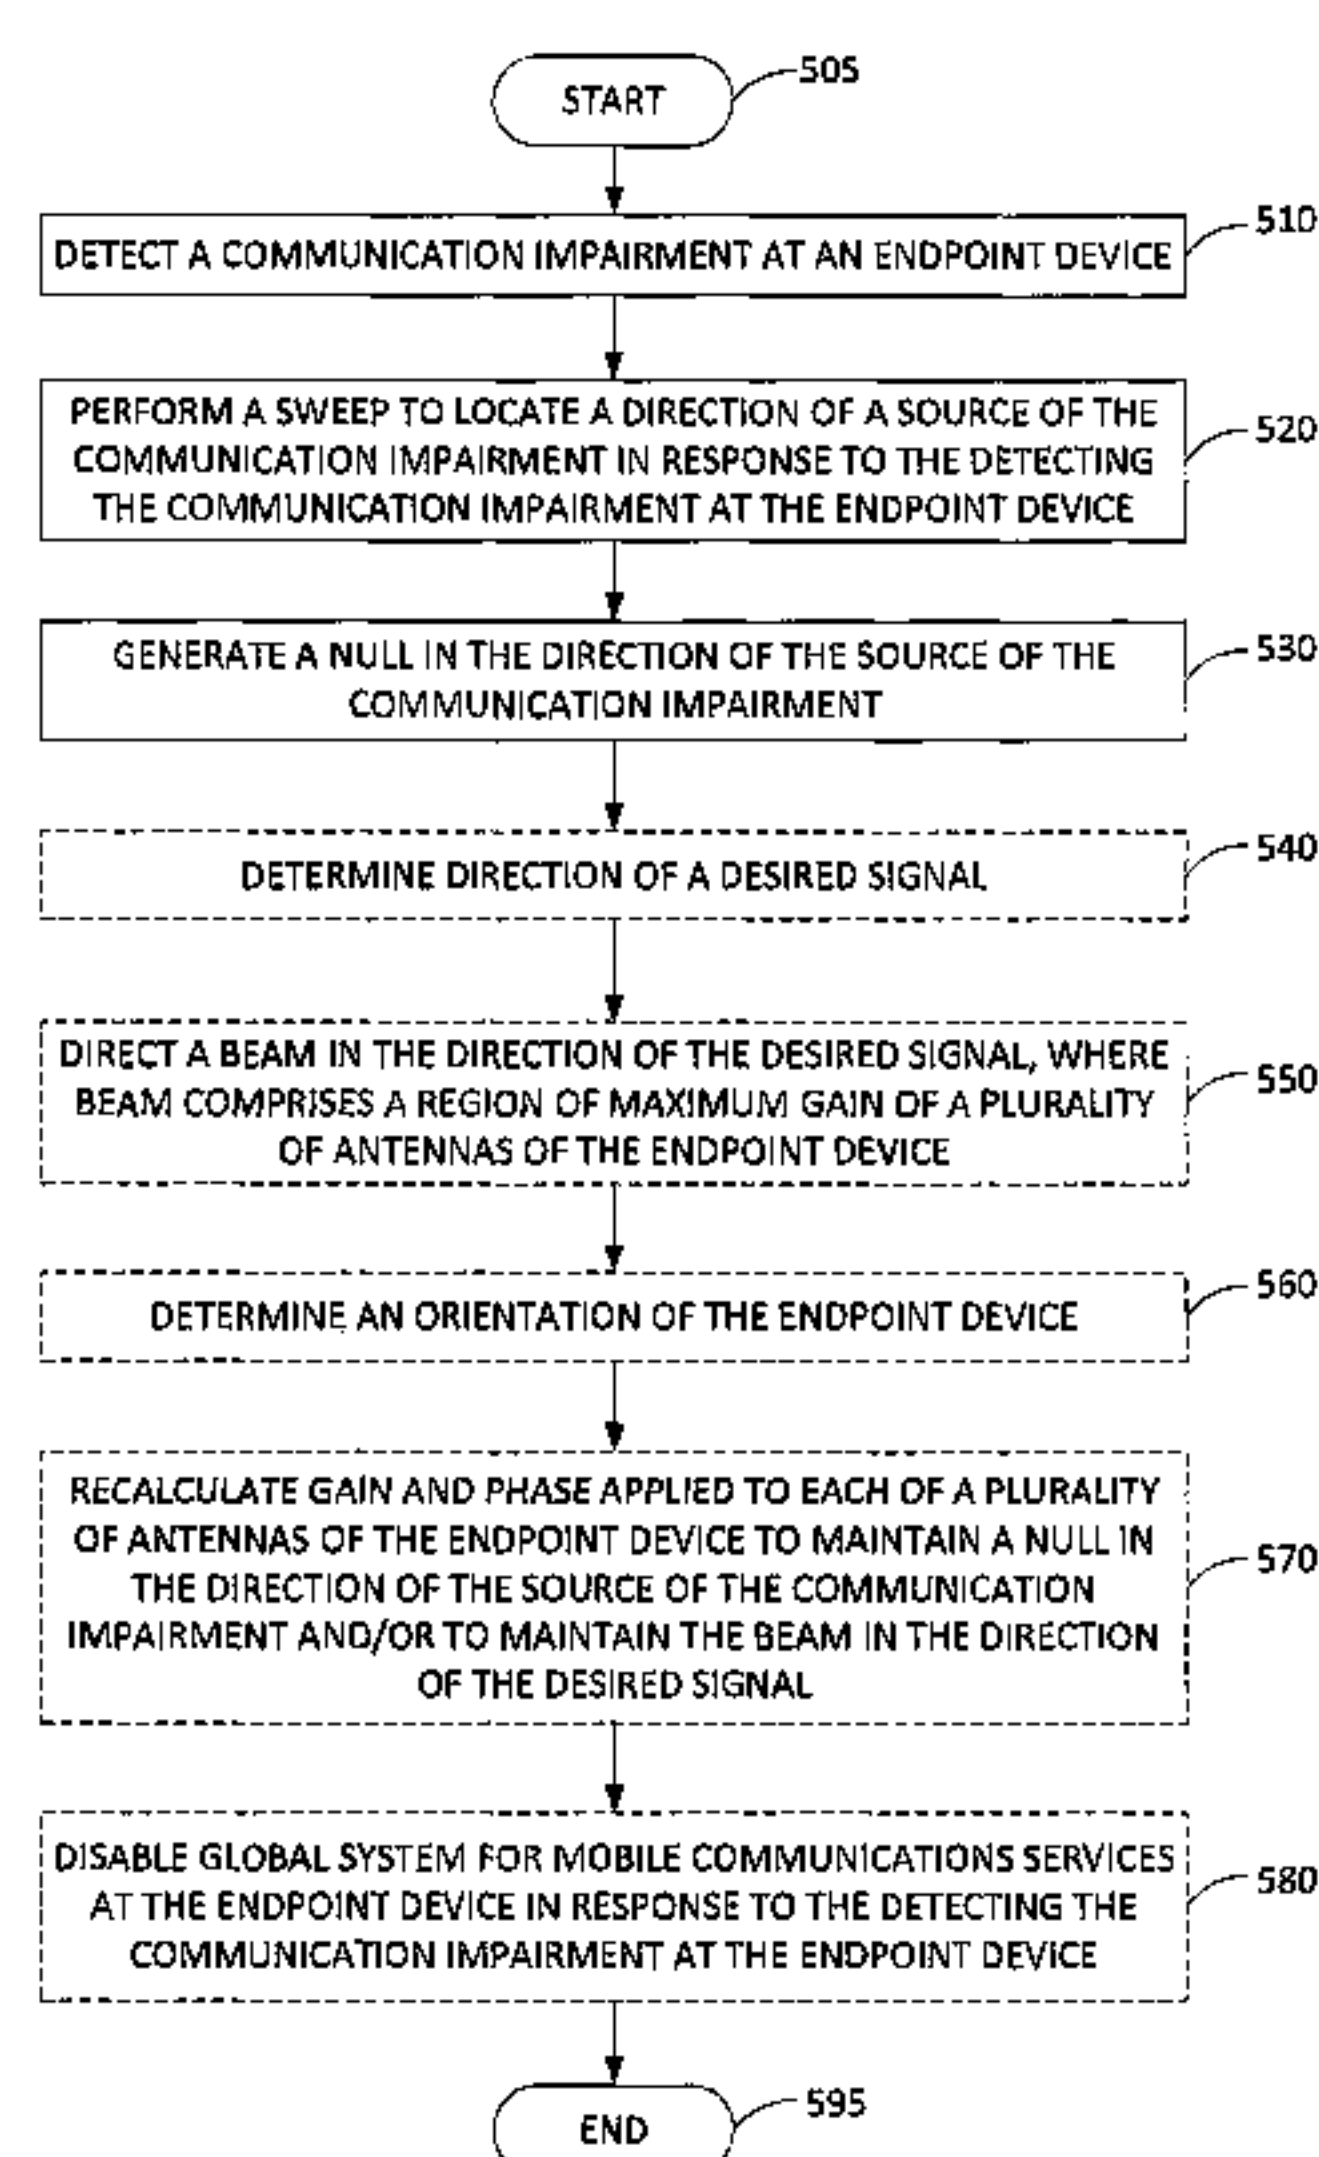 START
505
DETECT A COMMUNICATION IMPAIRMENT AT AN ENDPOINT DEVICE
510
PERFORM A SWEEP TO LOCATE A DIRECTION OF A SOURCE OF THE
COMMUNICATION IMPAIRMENT IN RESPONSE TO THE DETECTING
THE COMMUNICATION IMPAIRMENT AT THE ENDPOINT DEVICE
520
GENERATE A NULL IN THE DIRECTION OF THE SOURCE OF THE
COMMUNICATION IMPAIRMENT
530
DETERMINE DIRECTION OF A DESIRED SIGNAL
540
DIRECT A BEAM IN THE DIRECTION OF THE DESIRED SIGNAL, WHERE
BEAM COMPRISES A REGION OF MAXIMUM GAIN OF A PLURALITY
OF ANTENNAS OF THE ENDPOINT DEVICE
550
DETERMINE AN ORIENTATION OF THE ENDPOINT DEVICE
560
RECALCULATE GAIN AND PHASE APPLIED TO EACH OF A PLURALITY
OF ANTENNAS OF THE ENDPOINT DEVICE TO MAINTAIN A NULL IN
THE DIRECTION OF THE SOURCE OF THE COMMUNICATION
IMPAIRMENT AND/OR TO MAINTAIN THE BEAM IN THE DIRECTION
OF THE DESIRED SIGNAL
570
DISABLE GLOBAL SYSTEM FOR MOBILE COMMUNICATIONS SERVICES
AT THE ENDPOINT DEVICE IN RESPONSE TO THE DETECTING THE
COMMUNICATION IMPAIRMENT AT THE ENDPOINT DEVICE
580
END
595